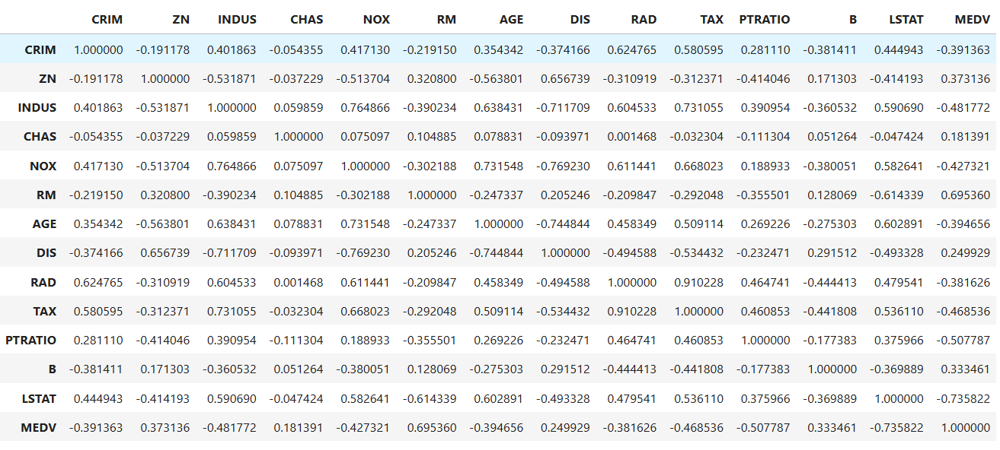 CRIM ZN INDUS CHAS NOX RM AGE DIS RAD TAX PTRATIO B LSTAT MEDV
CRIM 1.000000 -0.191178 0.401863 -0.054355 0.417130 -0.219150 0.354342 -0.374166 0.624765 0.580595 0.281110 -0.381411 0.444943 -0.391363
ZN -0.191178 1.000000 -0.531871 -0.037229 -0.513704 0.320800 -0.563801 0.656739 -0.310919 -0.312371 -0.414046 0.171303 -0.414193 0.373136
INDUS 0.401863 -0.531871 1.000000 0.059859 0.764866 -0.390234 0.638431 -0.711709 0.604533 0.731055 0.390954 -0.360532 0.590690 -0.481772
CHAS -0.054355 -0.037229 0.059859 1.000000 0.075097 0.104885 0.078831 -0.093971 0.001468 -0.032304 -0.111304 0.051264 -0.047424 0.181391
NOX 0.417130 -0.513704 0.764866 0.075097 1.000000 -0.302188 0.731548 -0.769230 0.611441 0.668023 0.188933 -0.380051 0.582641 -0.427321
RM -0.219150 0.320800 -0.390234 0.104885 -0.302188 1.000000 -0.247337 0.205246 -0.209847 -0.292048 -0.355501 0.128069 -0.614339 0.695360
AGE 0.354342 -0.563801 0.638431 0.078831 0.731548 -0.247337 1.000000 -0.744844 0.458349 0.509114 0.269226 -0.275303 0.602891 -0.394656
DIS -0.374166 0.656739 -0.711709 -0.093971 -0.769230 0.205246 -0.744844 1.000000 -0.494588 -0.534432 -0.232471 0.291512 -0.493328 0.249929
RAD 0.624765 -0.310919 0.604533 0.001468 0.611441 -0.209847 0.458349 -0.494588 1.000000 0.910228 0.464741 -0.444413 0.479541 -0.381626
TAX 0.580595 -0.312371 0.731055 -0.032304 0.668023 -0.292048 0.509114 -0.534432 0.910228 1.000000 0.460853 -0.441808 0.536110 -0.468536
PTRATIO 0.281110 -0.414046 0.390954 -0.111304 0.188933 -0.355501 0.269226 -0.232471 0.464741 0.460853 1.000000 -0.177383 0.375966 -0.507787
B -0.381411 0.171303 -0.360532 0.051264 -0.380051 0.128069 -0.275303 0.291512 -0.444413 -0.441808 -0.177383 1.000000 -0.369889 0.333461
LSTAT 0.444943 -0.414193 0.590690 -0.047424 0.582641 -0.614339 0.602891 -0.493328 0.479541 0.536110 0.375966 -0.369889 1.000000 -0.735822
MEDV -0.391363 0.373136 -0.481772 0.181391 -0.427321 0.695360 -0.394656 0.249929 -0.381626 -0.468536 -0.507787 0.333461 -0.735822 1.000000